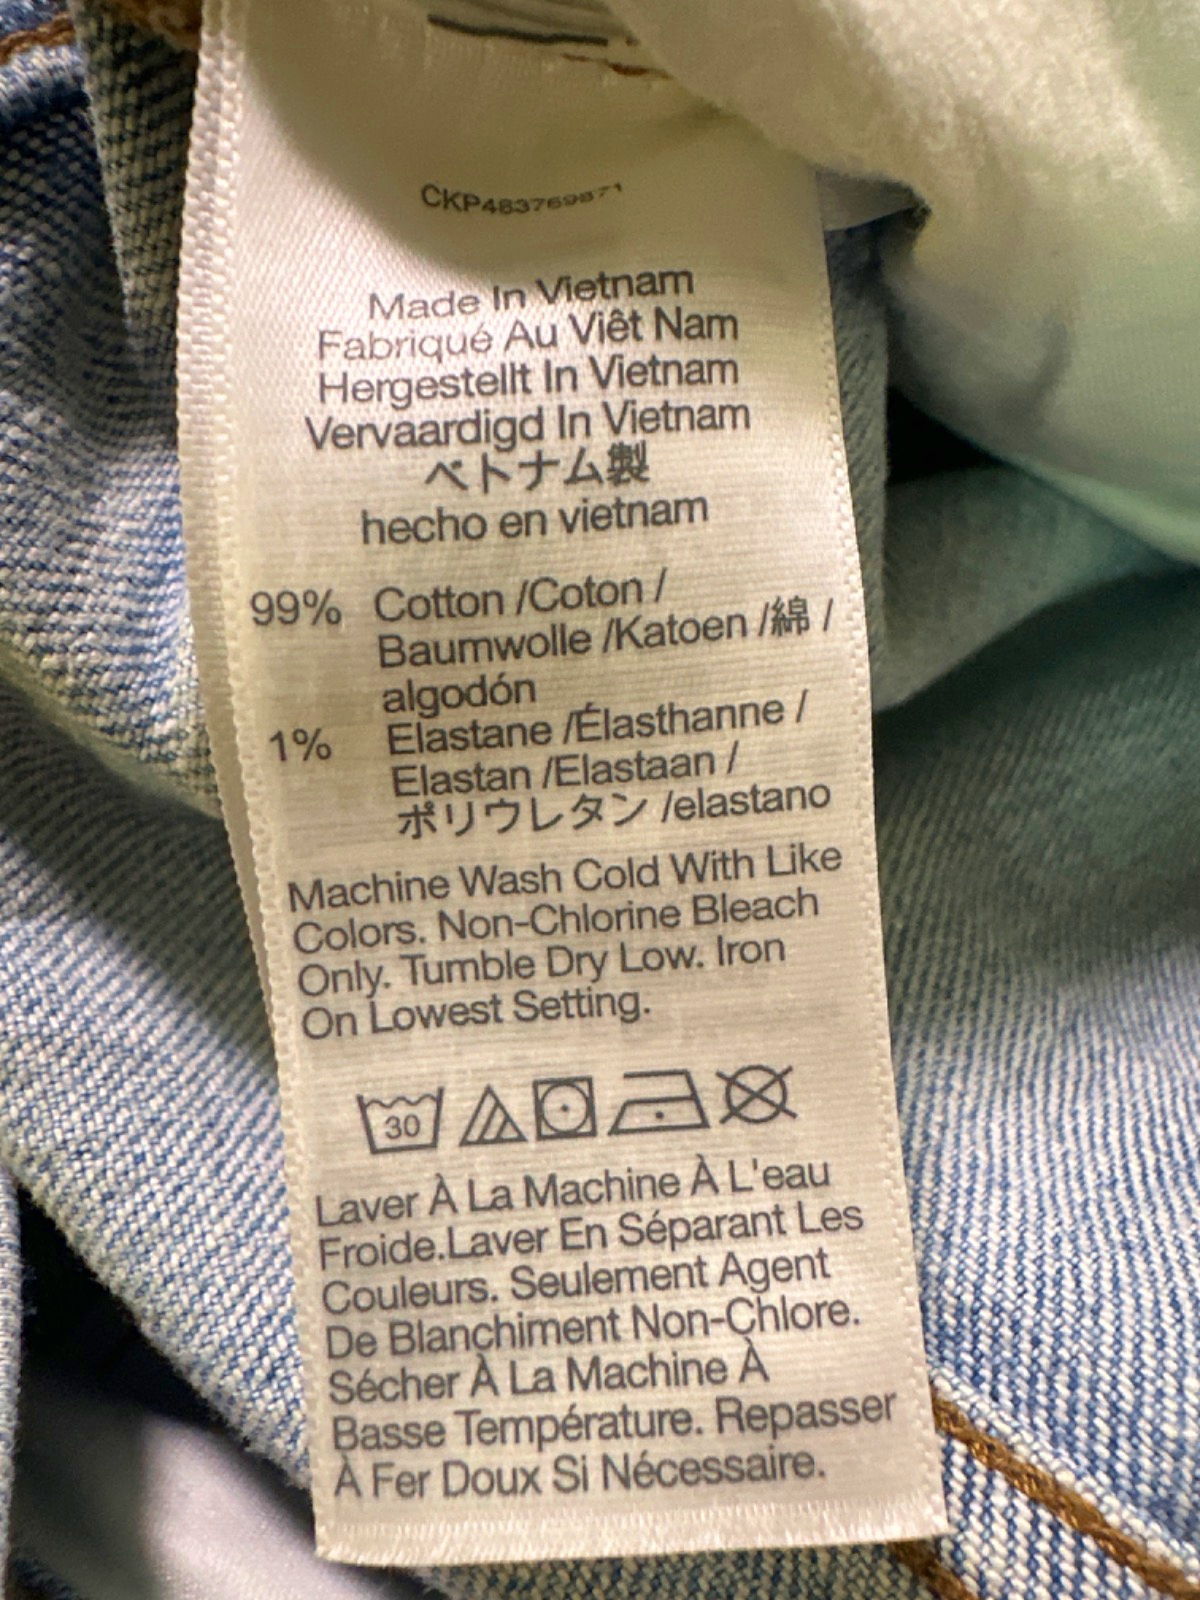 CKP483769871
Made In Vietnam
Fabriqué Au Viêt Nam
Hergestellt In Vietnam
Vervaardigd In Vietnam
ベトナム製
hecho en vietnam
99% Cotton /Coton /
Baumwolle /Katoen /綿 /
algodón
1% Elastane /Élasthanne /
Elastan /Elastaan /
ポリウレタン /elastano
Machine Wash Cold With Like
Colors. Non-Chlorine Bleach
Only. Tumble Dry Low. Iron
On Lowest Setting.
30
Laver À La Machine À L'eau
Froide.Laver En Séparant Les
Couleurs. Seulement Agent
De Blanchiment Non-Chlore.
Sécher À La Machine À
Basse Température. Repasser
À Fer Doux Si Nécessaire.